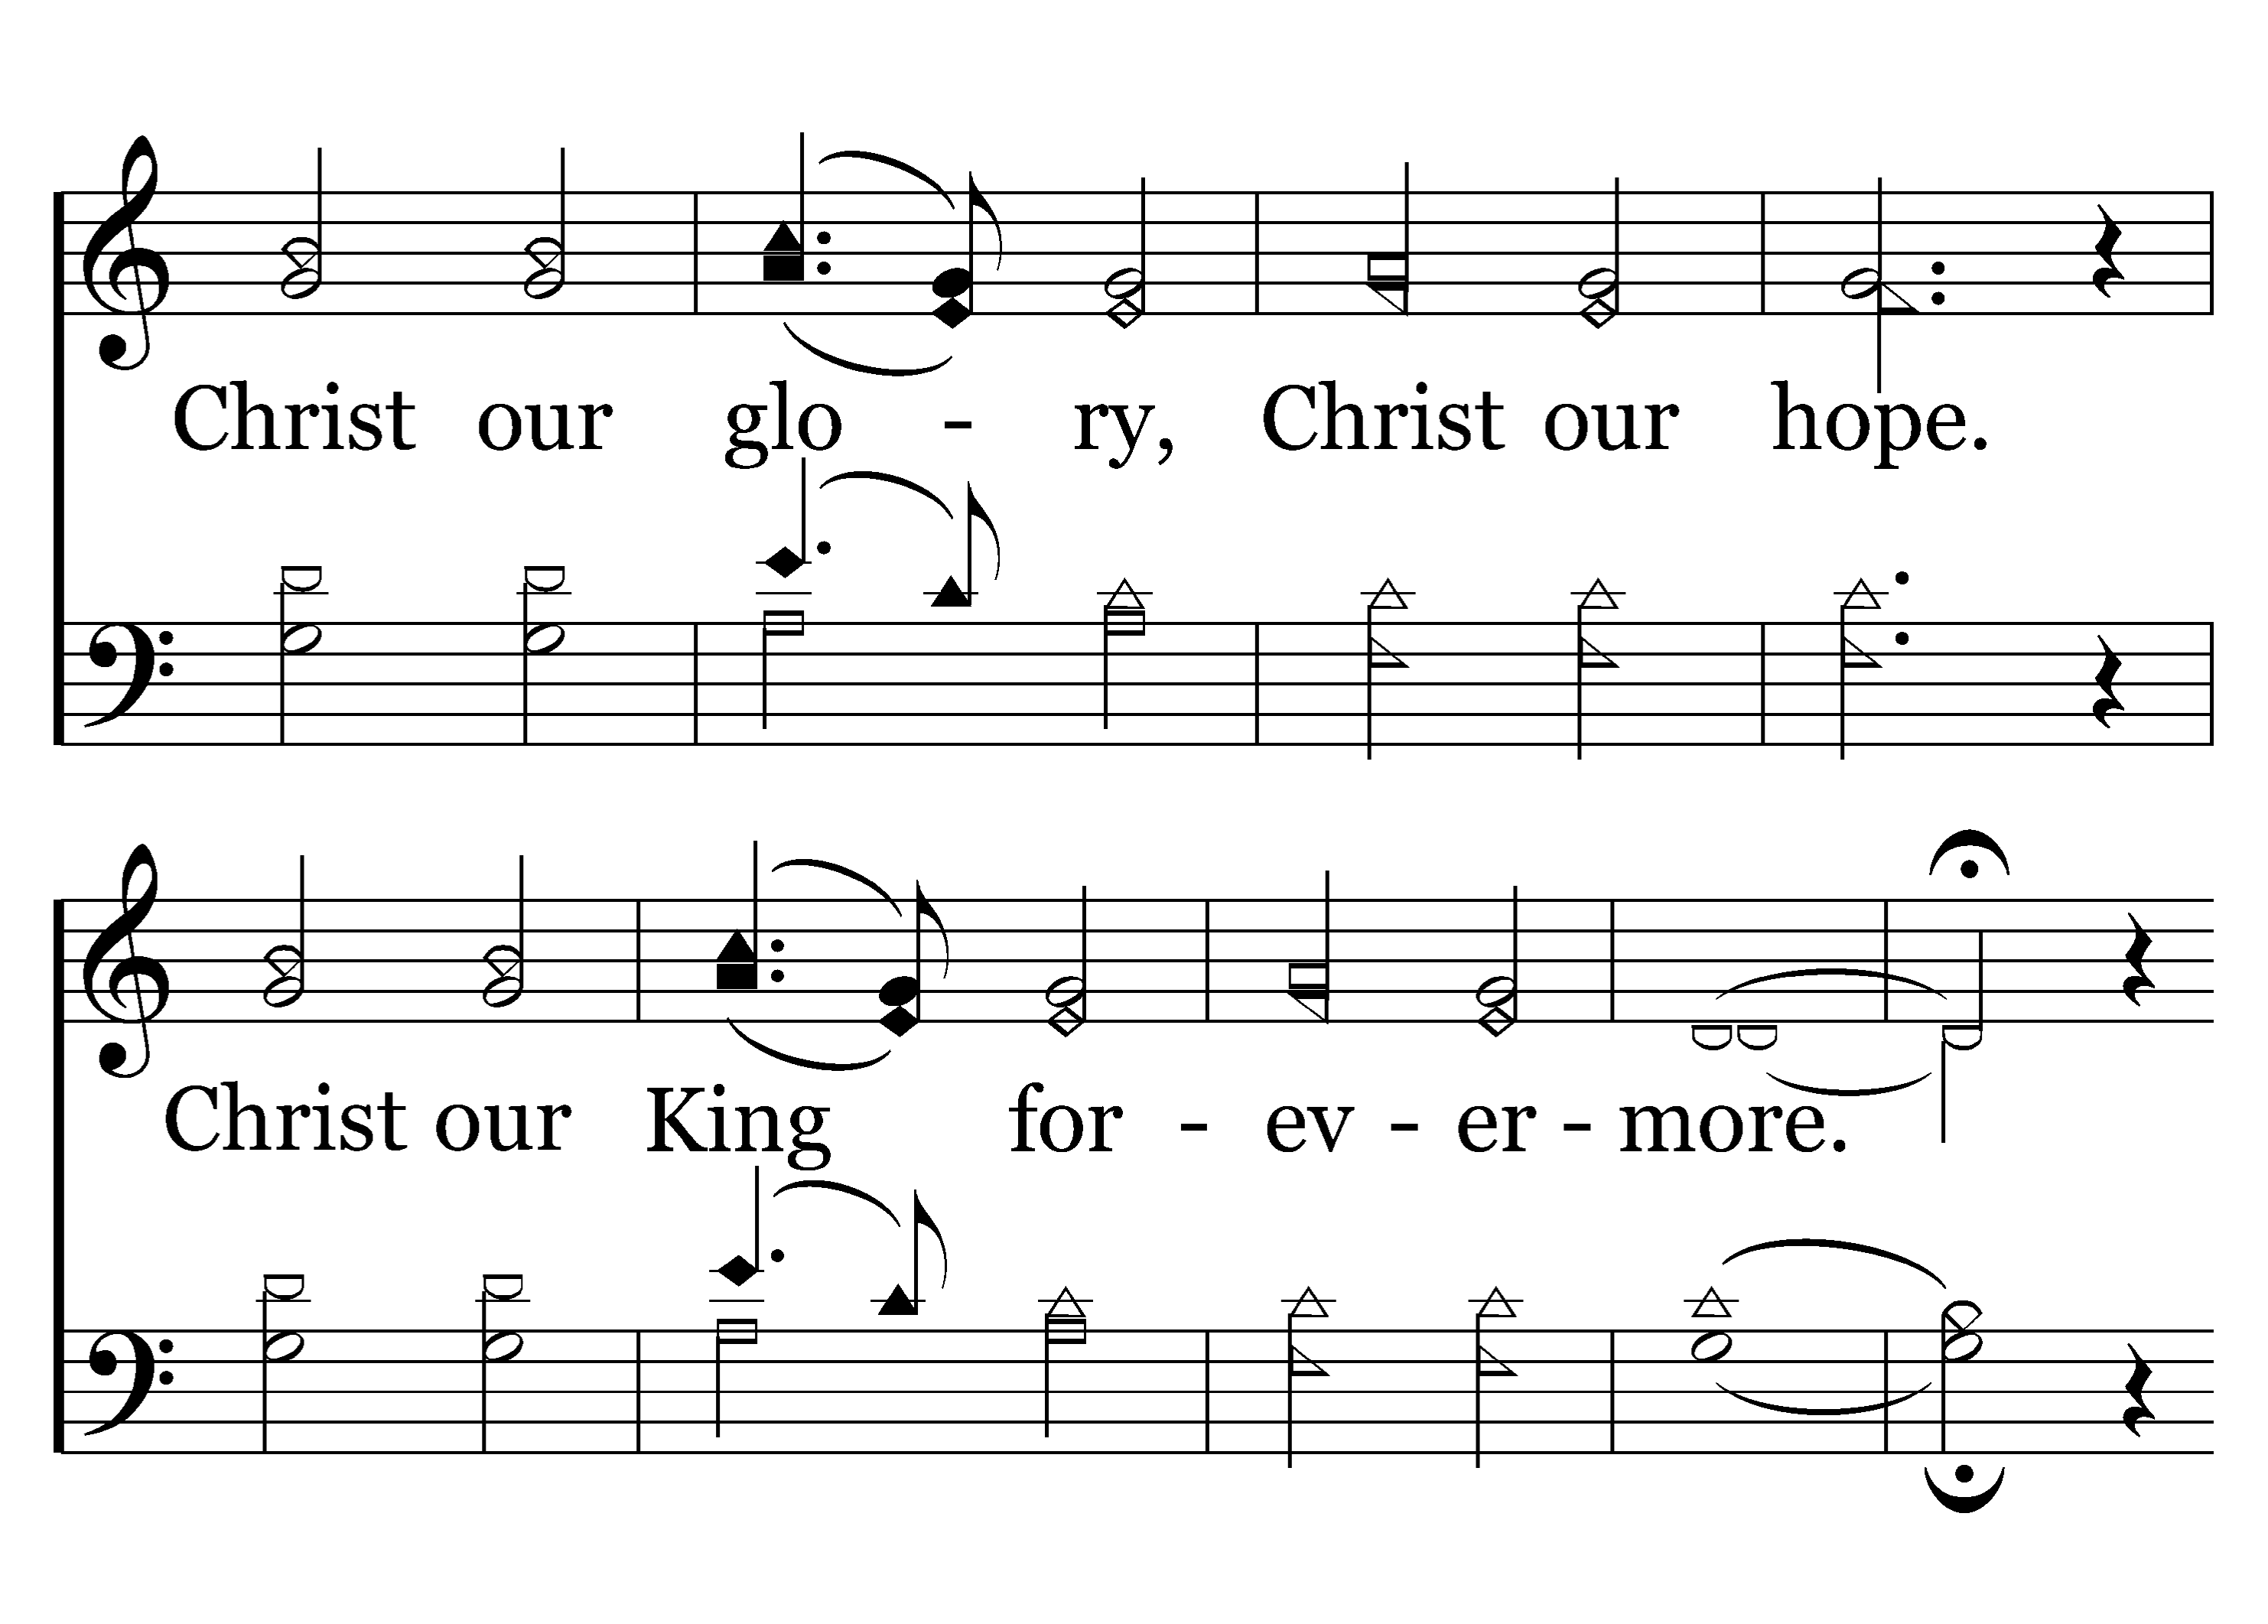 Christ our glo - ry, Christ our hope.
Christ our King for - ev - er - more.